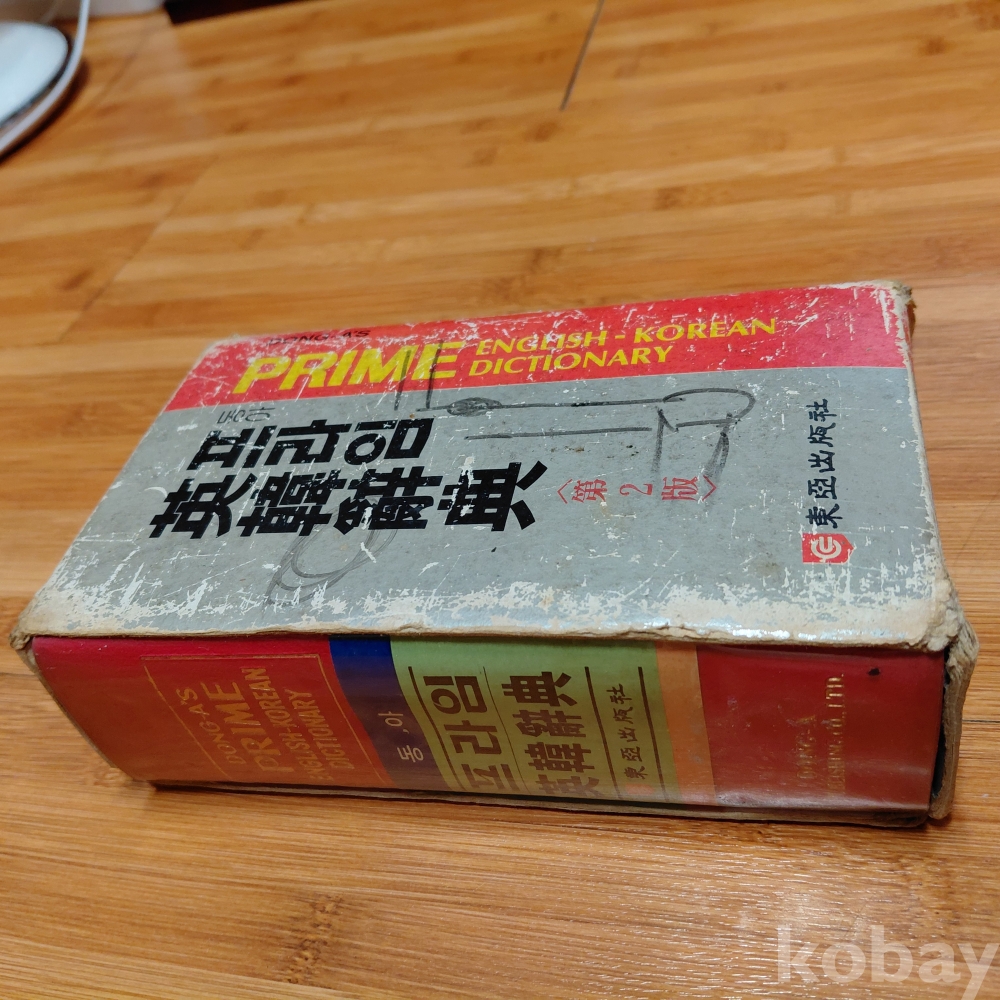 DONG-A'S
PRIME ENGLISH-KOREAN
DICTIONARY
동아
프라임
英韓辭典
〈第2版〉
東亞出版社
DONG-A'S
PRIME
ENGLISH-KOREAN
DICTIONARY
동아
프라임
英韓辭典
東亞出版社
DONG-A
kobay